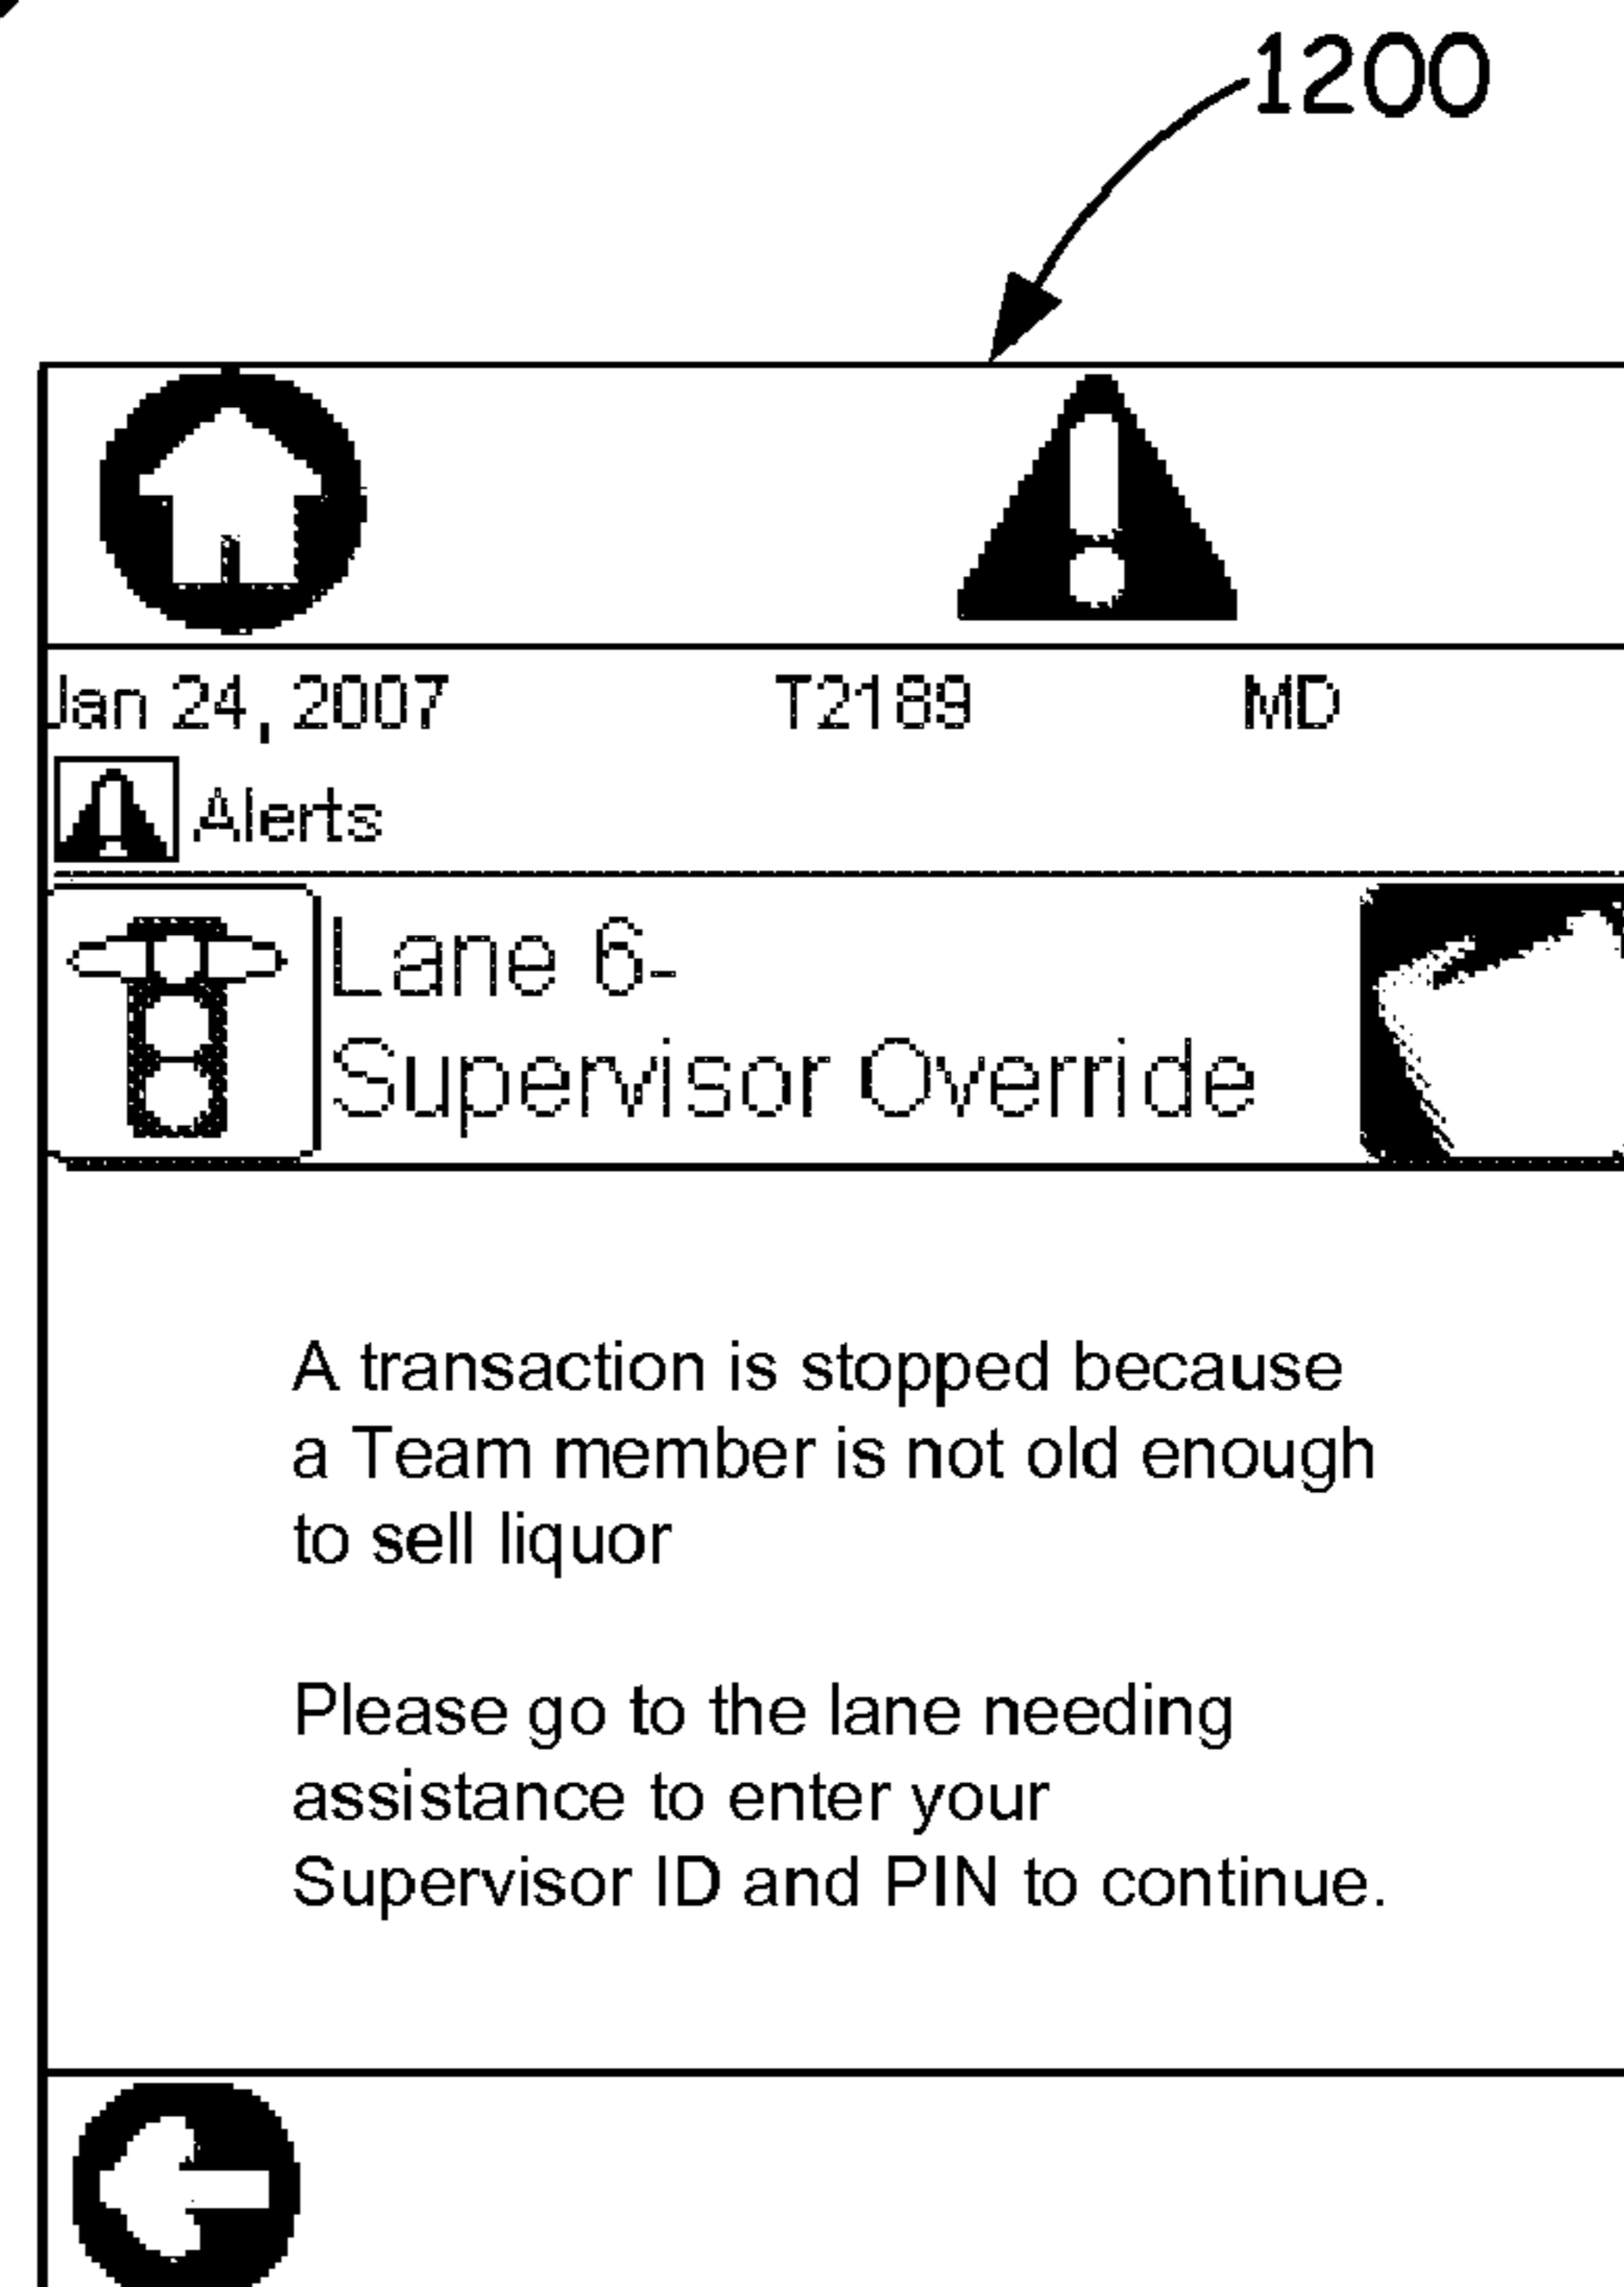 1200
Jan 24, 2007 T2189 MD
Alerts
Lane 6-
Supervisor Override
A transaction is stopped because
a Team member is not old enough
to sell liquor
Please go to the lane needing
assistance to enter your
Supervisor ID and PIN to continue.